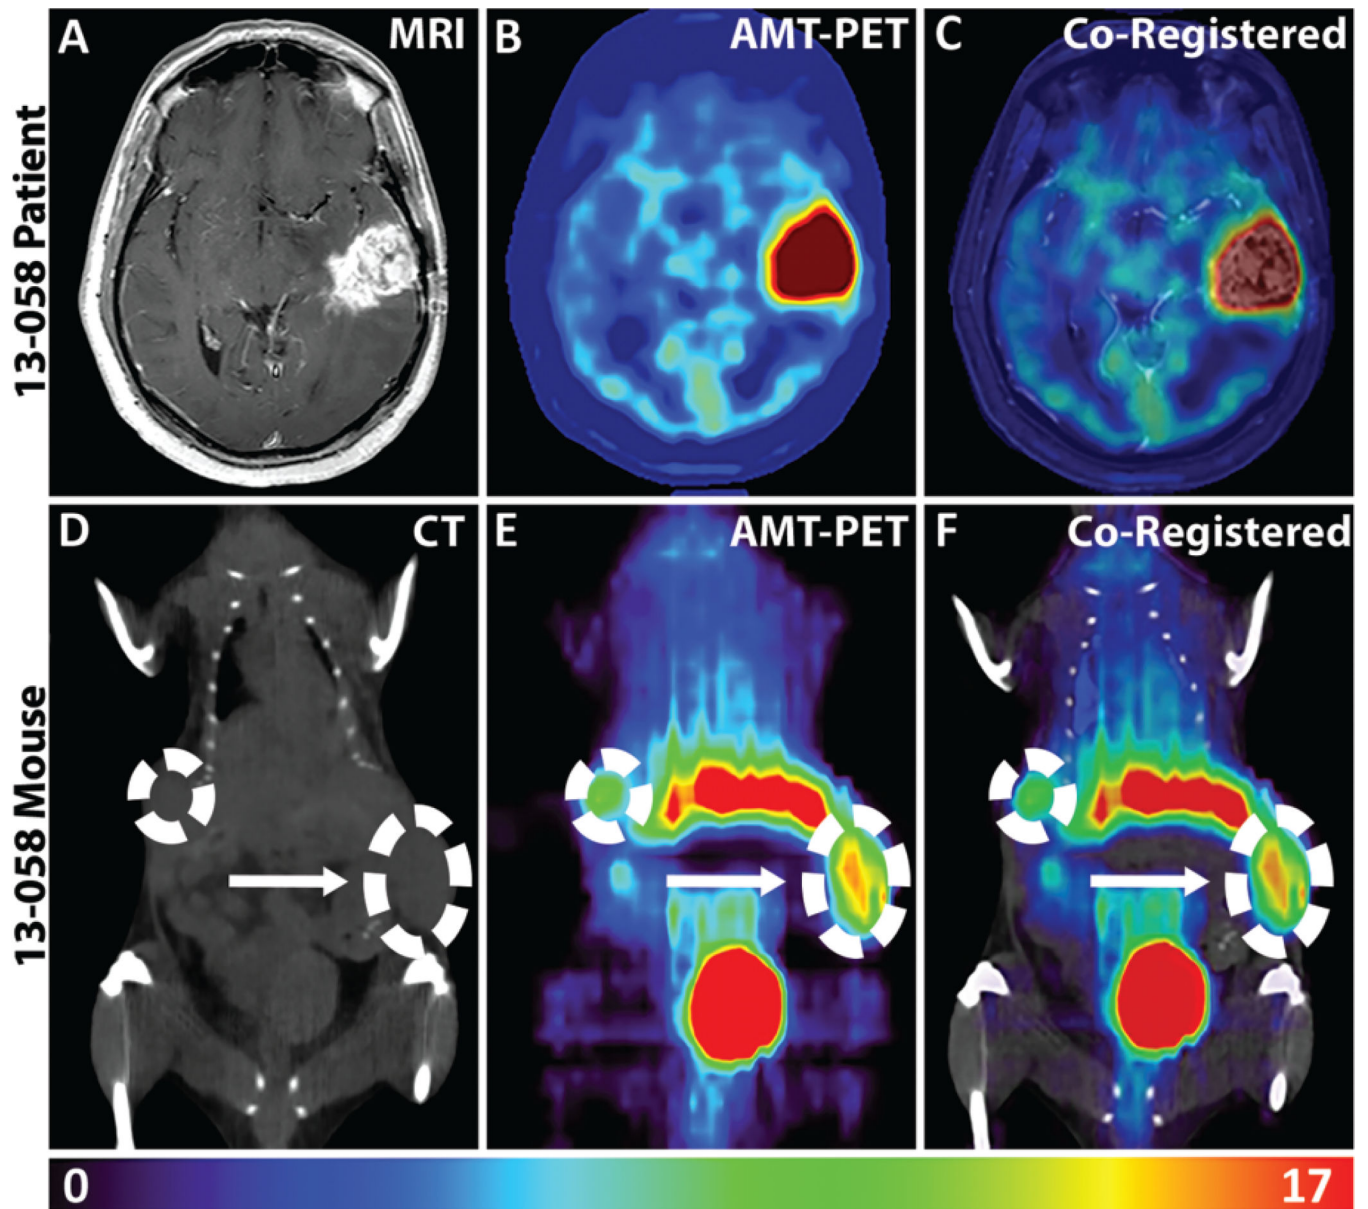 A MRI
B AMT-PET
C Co-Registered
13-058 Patient
D CT
E AMT-PET
F Co-Registered
13-058 Mouse
0 17